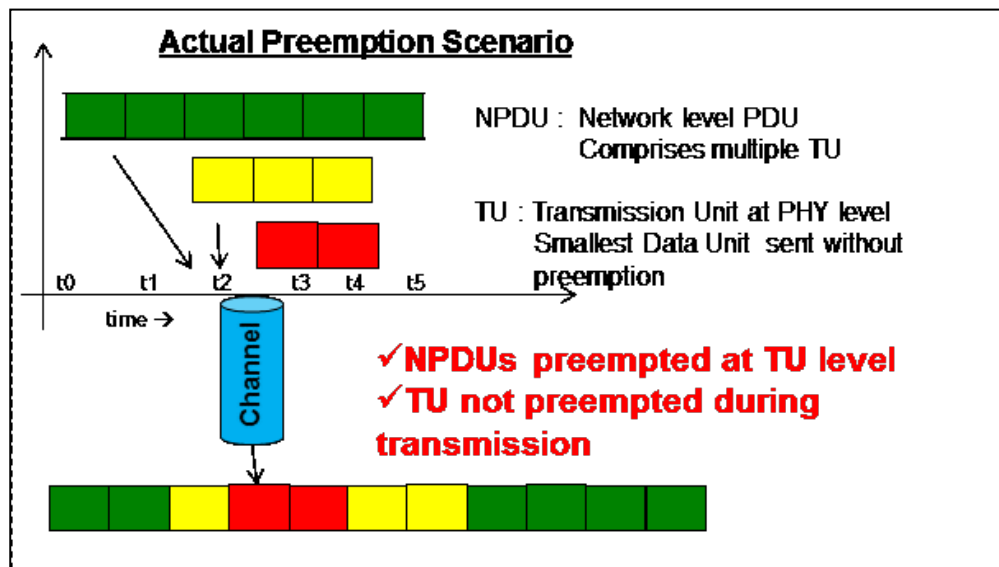 Actual Preemption Scenario
NPDU : Network level PDU
Comprises multiple TU
TU : Transmission Unit at PHY level
Smallest Data Unit sent without
preemption
t0 t1 t2 t3 t4 t5
time →
Channel
✓NPDUs preempted at TU level
✓TU not preempted during
transmission